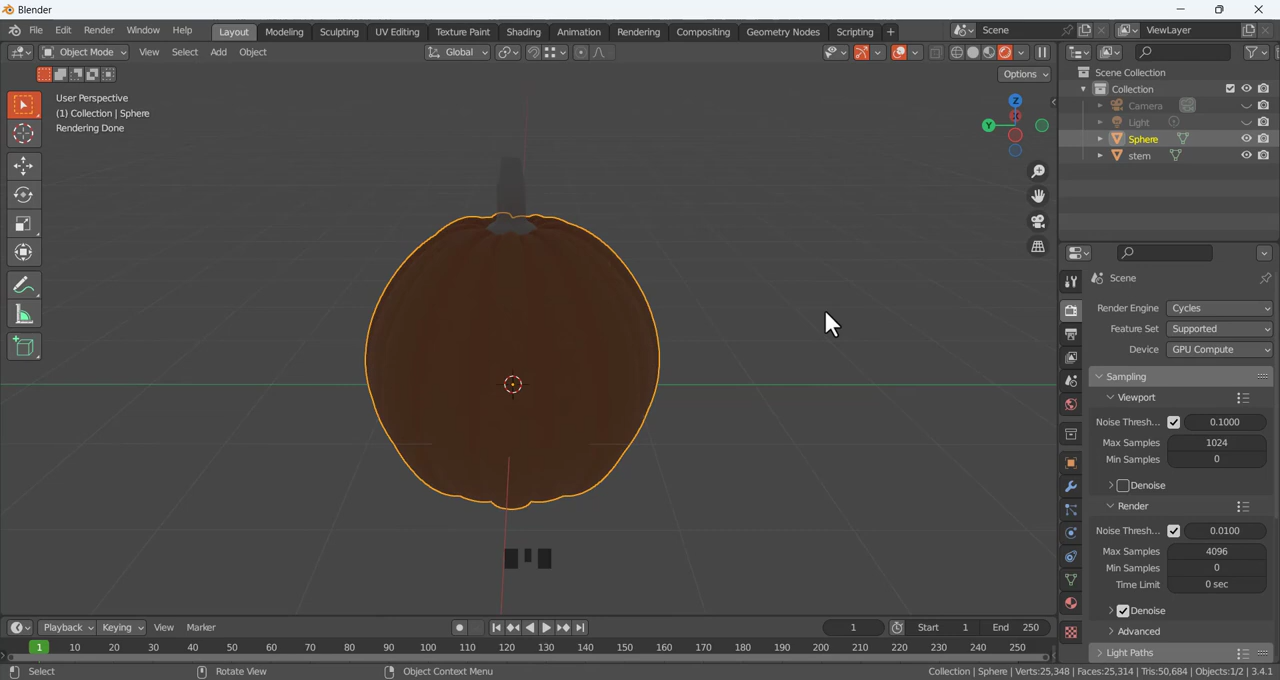 Blender
File Edit Render Window Help Layout Modeling Sculpting UV Editing Texture Paint Shading Animation Rendering Compositing Geometry Nodes Scripting + Scene ViewLayer
Object Mode View Select Add Object Global
Options
User Perspective
(1) Collection | Sphere
Rendering Done
Z
X
Y
Scene Collection
Collection
Camera
Light
Sphere
stem
Scene
Render Engine Cycles
Feature Set Supported
Device GPU Compute
Sampling
Viewport
Noise Thresh... 0.1000
Max Samples 1024
Min Samples 0
Denoise
Render
Noise Thresh... 0.0100
Max Samples 4096
Min Samples 0
Time Limit 0 sec
Denoise
Advanced
Light Paths
Playback Keying View Marker 1 Start 1 End 250
1 10 20 30 40 50 60 70 80 90 100 110 120 130 140 150 160 170 180 190 200 210 220 230 240 250
Select Rotate View Object Context Menu Collection | Sphere | Verts:25,348 | Faces:25,314 | Tris:50,684 | Objects:1/2 | 3.4.1